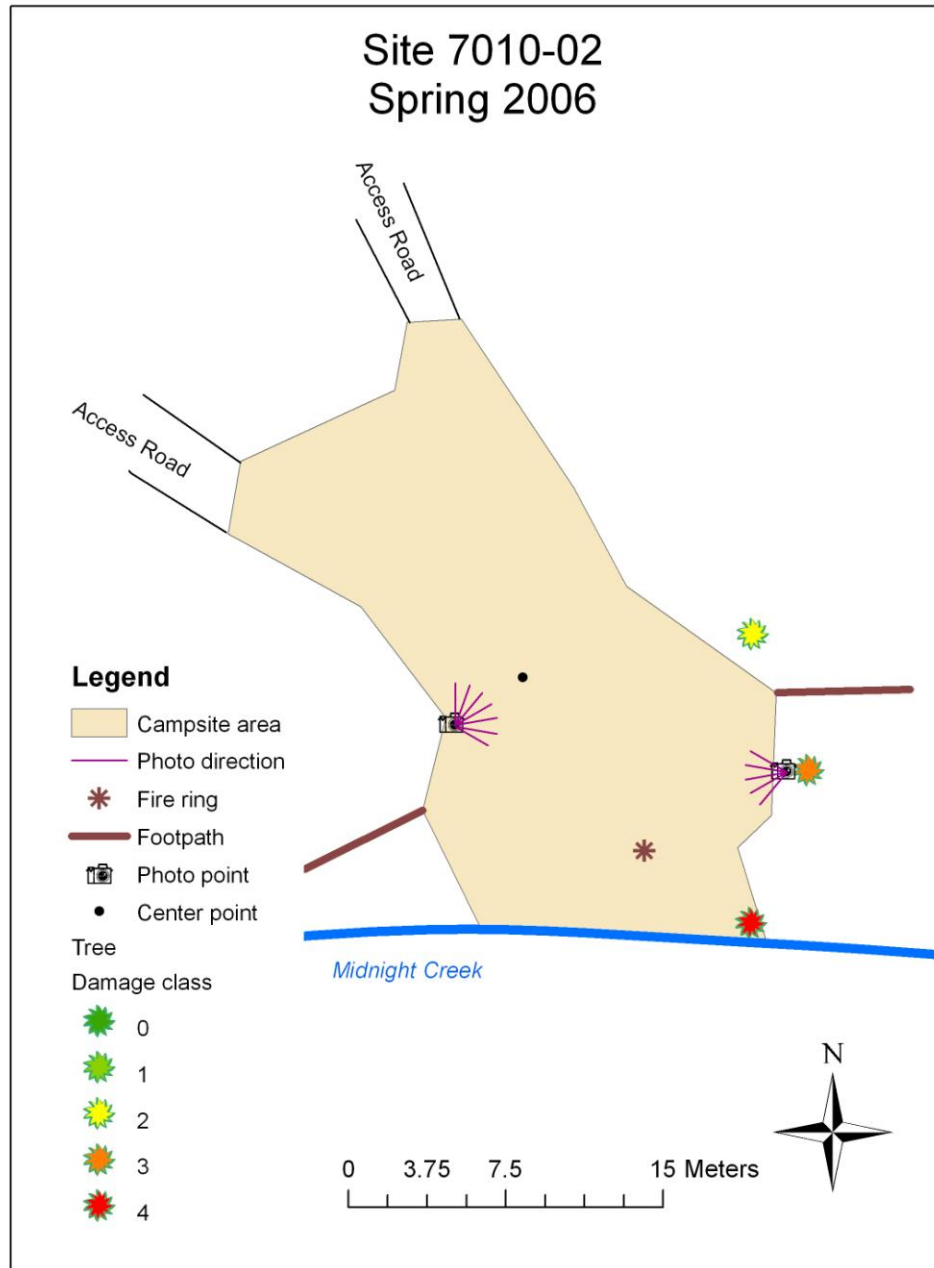 Site 7010-02
Spring 2006
Access Road
Access Road
Legend
Campsite area
Photo direction
Fire ring
Footpath
Photo point
Center point
Tree
Damage class
0
1
2
3
4
Midnight Creek
N
0 3.75 7.5 15 Meters